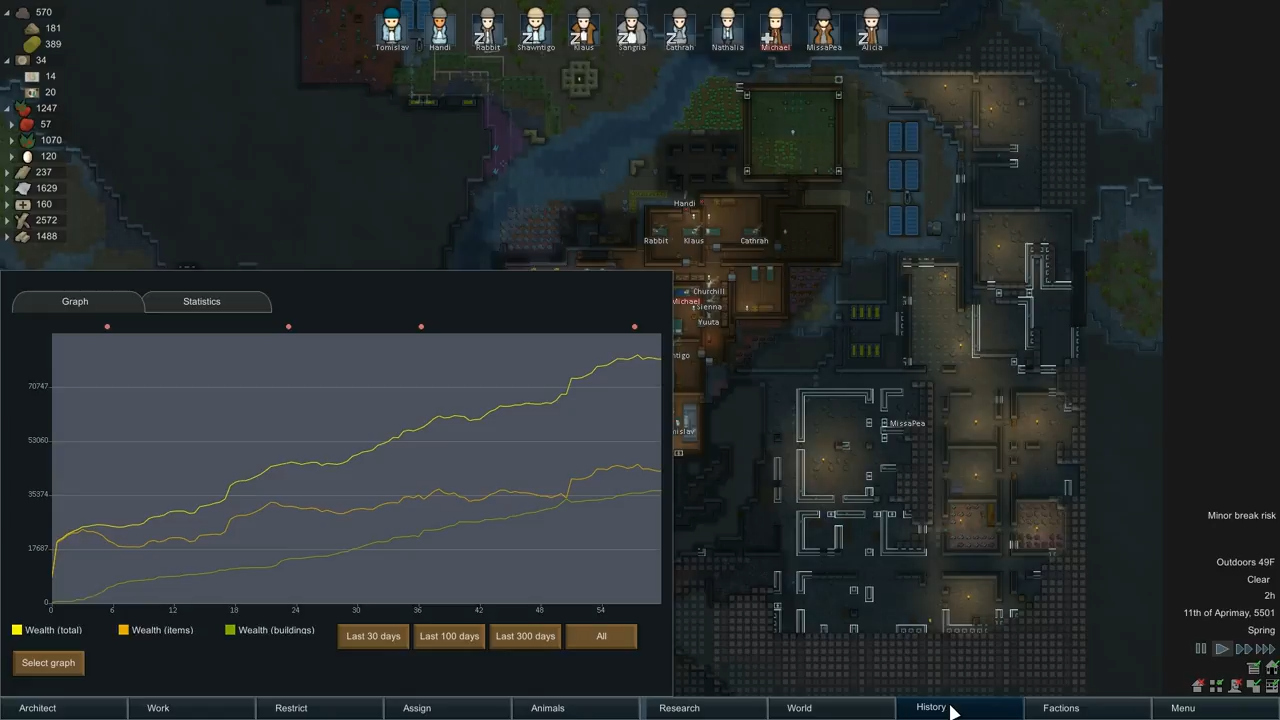 570
181
389
34
14
20
1247
57
1070
120
237
1629
160
2572
1488
Tomislav
Handi
Rabbit
Shawntigo
Klaus
Sangria
Cathrah
Nathalia
Michael
MissaPea
Alicia
Handi
Rabbit
Klaus
Cathrah
Churchill
Michael
Sienna
Yuuta
MissaPea
Graph
Statistics
70747
53060
35374
17687
0
0
6
12
18
24
30
36
42
48
54
Wealth (total)
Wealth (items)
Wealth (buildings)
Last 30 days
Last 100 days
Last 300 days
All
Select graph
Minor break risk
Outdoors 49F
Clear
2h
11th of Aprimay, 5501
Spring
Architect
Work
Restrict
Assign
Animals
Research
World
History
Factions
Menu